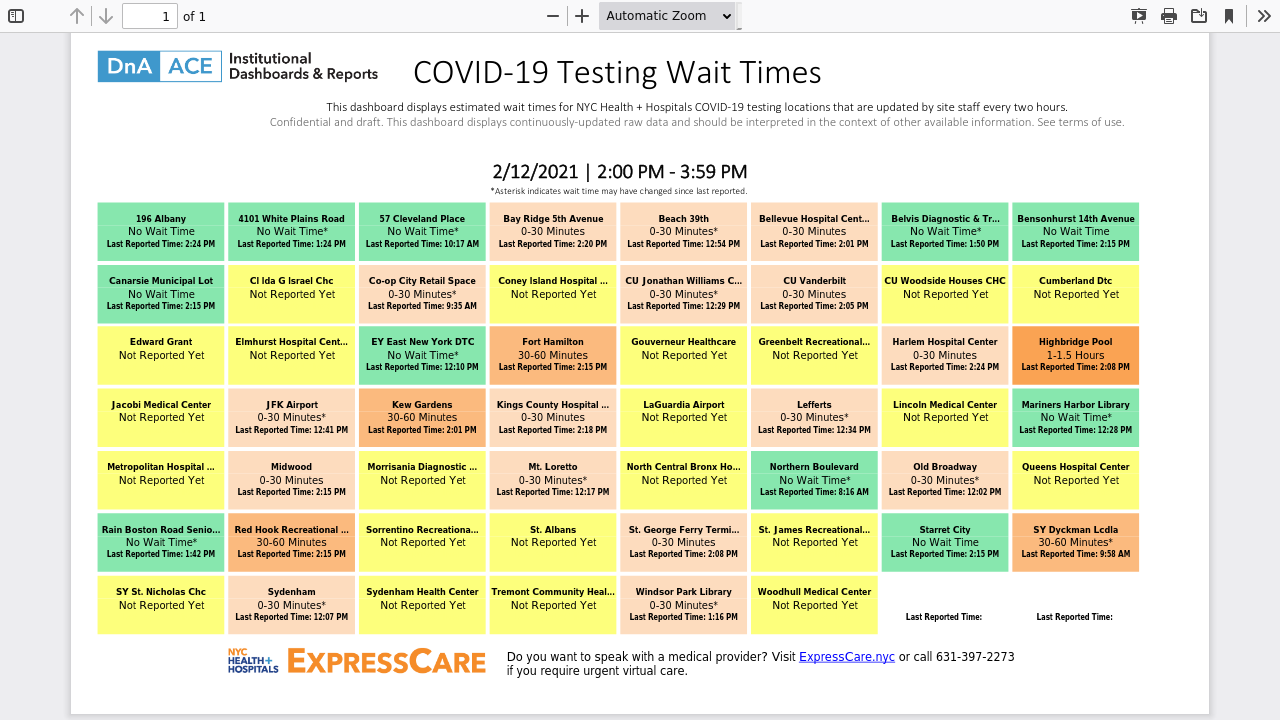 1 of 1 Automatic Zoom
DnA ACE Institutional
Dashboards & Reports
COVID-19 Testing Wait Times
This dashboard displays estimated wait times for NYC Health + Hospitals COVID-19 testing locations that are updated by site staff every two hours.
Confidential and draft. This dashboard displays continuously-updated raw data and should be interpreted in the context of other available information. See terms of use.
2/12/2021 | 2:00 PM - 3:59 PM
*Asterisk indicates wait time may have changed since last reported.
196 Albany
No Wait Time
Last Reported Time: 2:24 PM
4101 White Plains Road
No Wait Time*
Last Reported Time: 1:24 PM
57 Cleveland Place
No Wait Time*
Last Reported Time: 10:17 AM
Bay Ridge 5th Avenue
0-30 Minutes
Last Reported Time: 2:20 PM
Beach 39th
0-30 Minutes*
Last Reported Time: 12:54 PM
Bellevue Hospital Cent...
0-30 Minutes
Last Reported Time: 2:01 PM
Belvis Diagnostic & Tr...
No Wait Time*
Last Reported Time: 1:50 PM
Bensonhurst 14th Avenue
No Wait Time
Last Reported Time: 2:15 PM
Canarsie Municipal Lot
No Wait Time
Last Reported Time: 2:15 PM
CI Ida G Israel Chc
Not Reported Yet
Co-op City Retail Space
0-30 Minutes*
Last Reported Time: 9:35 AM
Coney Island Hospital ...
Not Reported Yet
CU Jonathan Williams C...
0-30 Minutes*
Last Reported Time: 12:29 PM
CU Vanderbilt
0-30 Minutes
Last Reported Time: 2:05 PM
CU Woodside Houses CHC
Not Reported Yet
Cumberland Dtc
Not Reported Yet
Edward Grant
Not Reported Yet
Elmhurst Hospital Cent...
Not Reported Yet
EY East New York DTC
No Wait Time*
Last Reported Time: 12:10 PM
Fort Hamilton
30-60 Minutes
Last Reported Time: 2:15 PM
Gouverneur Healthcare
Not Reported Yet
Greenbelt Recreational...
Not Reported Yet
Harlem Hospital Center
0-30 Minutes
Last Reported Time: 2:24 PM
Highbridge Pool
1-1.5 Hours
Last Reported Time: 2:08 PM
Jacobi Medical Center
Not Reported Yet
JFK Airport
0-30 Minutes*
Last Reported Time: 12:41 PM
Kew Gardens
30-60 Minutes
Last Reported Time: 2:01 PM
Kings County Hospital ...
0-30 Minutes
Last Reported Time: 2:18 PM
LaGuardia Airport
Not Reported Yet
Lefferts
0-30 Minutes*
Last Reported Time: 12:34 PM
Lincoln Medical Center
Not Reported Yet
Mariners Harbor Library
No Wait Time*
Last Reported Time: 12:28 PM
Metropolitan Hospital ...
Not Reported Yet
Midwood
0-30 Minutes
Last Reported Time: 2:15 PM
Morrisania Diagnostic ...
Not Reported Yet
Mt. Loretto
0-30 Minutes*
Last Reported Time: 12:17 PM
North Central Bronx Ho...
Not Reported Yet
Northern Boulevard
No Wait Time*
Last Reported Time: 8:16 AM
Old Broadway
0-30 Minutes*
Last Reported Time: 12:02 PM
Queens Hospital Center
Not Reported Yet
Rain Boston Road Senio...
No Wait Time*
Last Reported Time: 1:42 PM
Red Hook Recreational ...
30-60 Minutes
Last Reported Time: 2:15 PM
Sorrentino Recreationa...
Not Reported Yet
St. Albans
Not Reported Yet
St. George Ferry Termi...
0-30 Minutes
Last Reported Time: 2:08 PM
St. James Recreational...
Not Reported Yet
Starret City
No Wait Time
Last Reported Time: 2:15 PM
SY Dyckman Lcdla
30-60 Minutes*
Last Reported Time: 9:58 AM
SY St. Nicholas Chc
Not Reported Yet
Sydenham
0-30 Minutes*
Last Reported Time: 12:07 PM
Sydenham Health Center
Not Reported Yet
Tremont Community Heal...
Not Reported Yet
Windsor Park Library
0-30 Minutes*
Last Reported Time: 1:16 PM
Woodhull Medical Center
Not Reported Yet
Last Reported Time:
Last Reported Time:
NYC
HEALTH+
HOSPITALS
EXPRESSCARE
Do you want to speak with a medical provider? Visit ExpressCare.nyc or call 631-397-2273
if you require urgent virtual care.